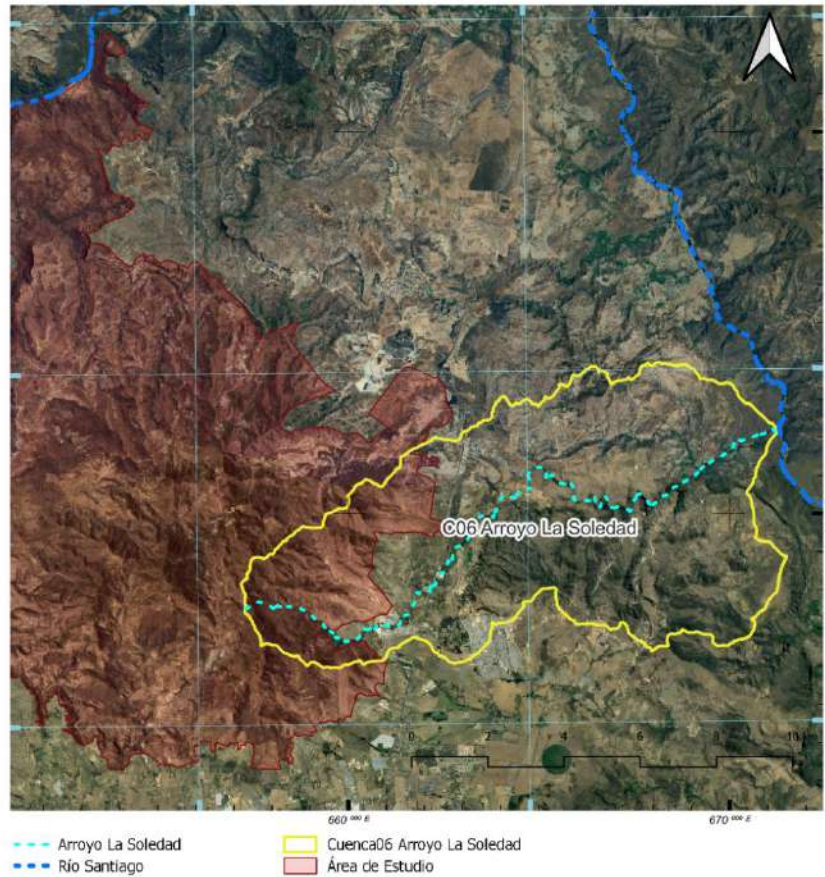 C06 Arroyo La Soledad
0 2 4 6 8 10
660 ⁰⁰⁰ E 670 ⁰⁰⁰ E
Arroyo La Soledad Cuenca06 Arroyo La Soledad
Río Santiago Área de Estudio